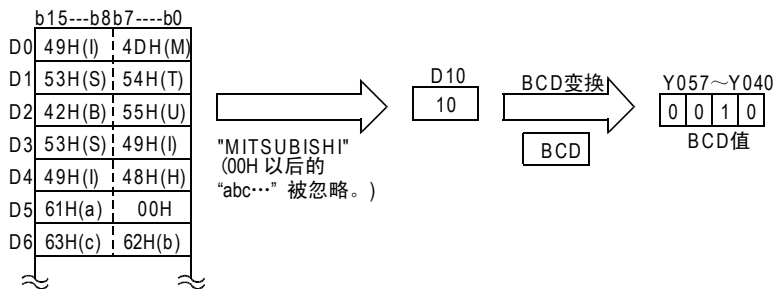 b15---b8 b7----b0
D0 49H(I) 4DH(M)
D1 53H(S) 54H(T)
D2 42H(B) 55H(U)
D3 53H(S) 49H(I)
D4 49H(I) 48H(H)
D5 61H(a) 00H
D6 63H(c) 62H(b)
"MITSUBISHI"
(00H 以后的
“abc…” 被忽略。)
D10
10
BCD变换
BCD
Y057～Y040
0 0 1 0
BCD值